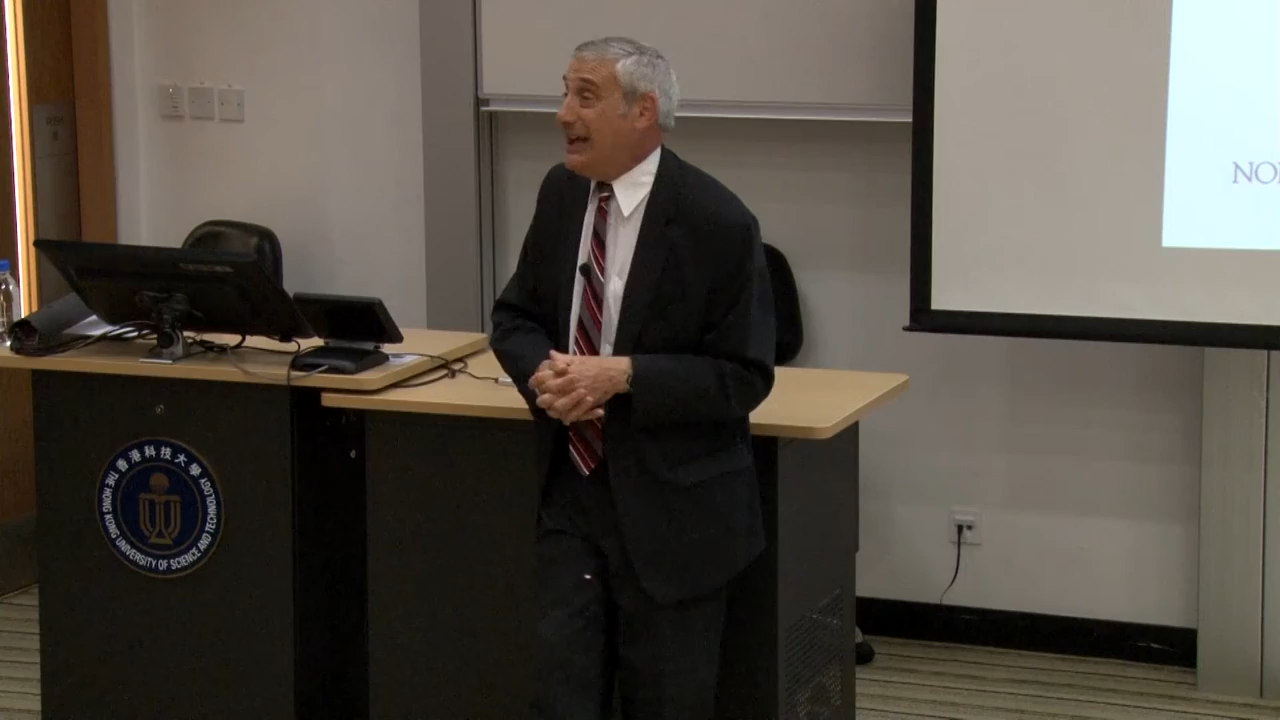 NO
香港科技大學
THE HONG KONG UNIVERSITY OF SCIENCE AND TECHNOLOGY